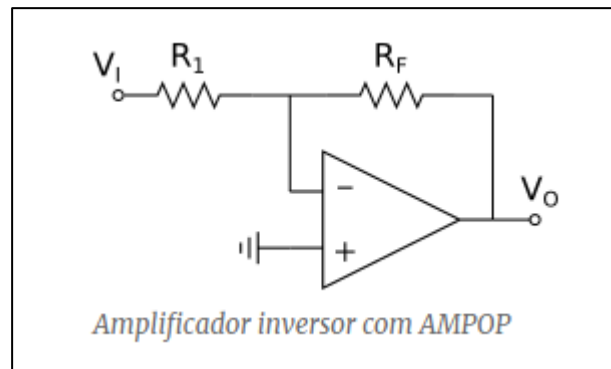 V_I R_1 R_F
−
+
V_O
Amplificador inversor com AMPOP